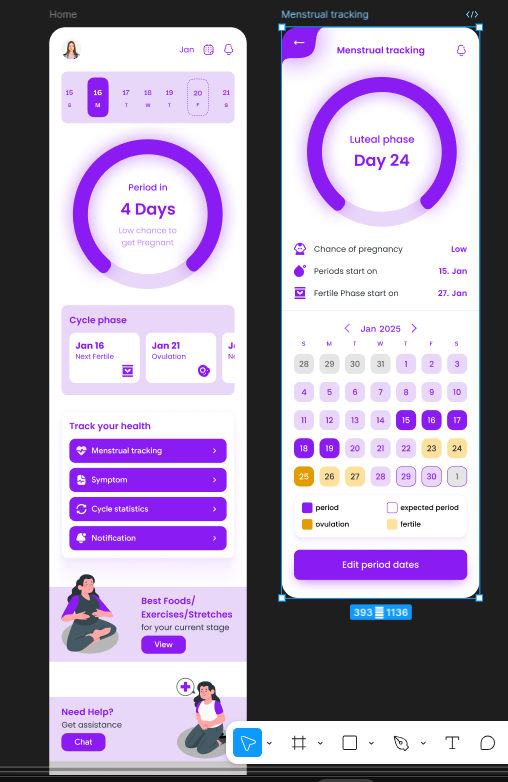 Home
Menstrual tracking
Jan
15 16 17 18 19 20 21
S M T W T F S
Period in
4 Days
Low chance to
get Pregnant
Cycle phase
Jan 16
Next Fertile
Jan 21
Ovulation
Track your health
Menstrual tracking
Symptom
Cycle statistics
Notification
Best Foods/
Exercises/Stretches
for your current stage
View
Need Help?
Get assistance
Chat
Menstrual tracking
Luteal phase
Day 24
Chance of pregnancy Low
Periods start on 15. Jan
Fertile Phase start on 27. Jan
Jan 2025
S M T W T F S
28 29 30 31 1 2 3
4 5 6 7 8 9 10
11 12 13 14 15 16 17
18 19 20 21 22 23 24
25 26 27 28 29 30 1
period
expected period
ovulation
fertile
Edit period dates
393 1136